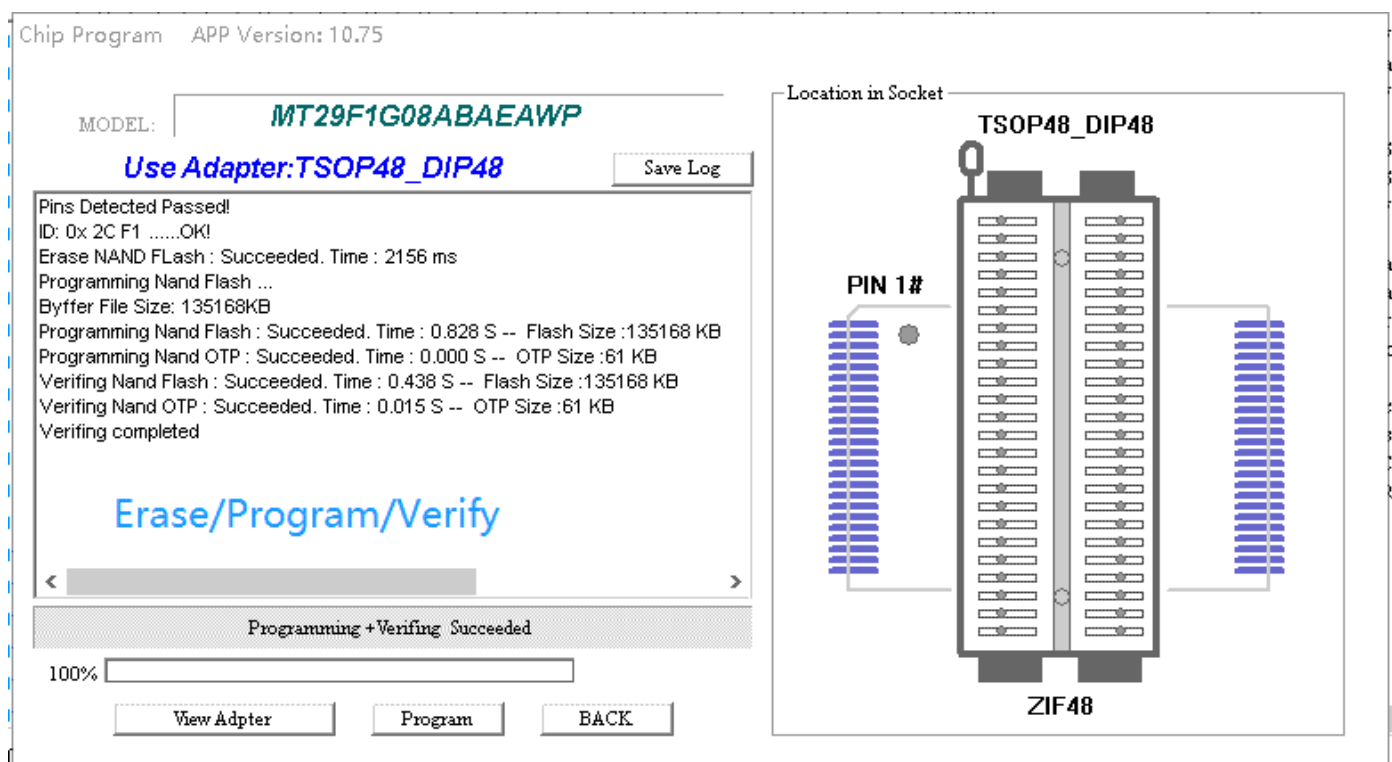 Chip Program APP Version: 10.75
MODEL:
MT29F1G08ABAEAWP
Use Adapter:TSOP48_DIP48
Save Log
Pins Detected Passed!
ID: 0x 2C F1 ......OK!
Erase NAND FLash : Succeeded. Time : 2156 ms
Programming Nand Flash ...
Byffer File Size: 135168KB
Programming Nand Flash : Succeeded. Time : 0.828 S -- Flash Size :135168 KB
Programming Nand OTP : Succeeded. Time : 0.000 S -- OTP Size :61 KB
Verifing Nand Flash : Succeeded. Time : 0.438 S -- Flash Size :135168 KB
Verifing Nand OTP : Succeeded. Time : 0.015 S -- OTP Size :61 KB
Verifing completed
Erase/Program/Verify
Programming +Verifing Succeeded
100%
View Adpter
Program
BACK
Location in Socket
TSOP48_DIP48
PIN 1#
ZIF48